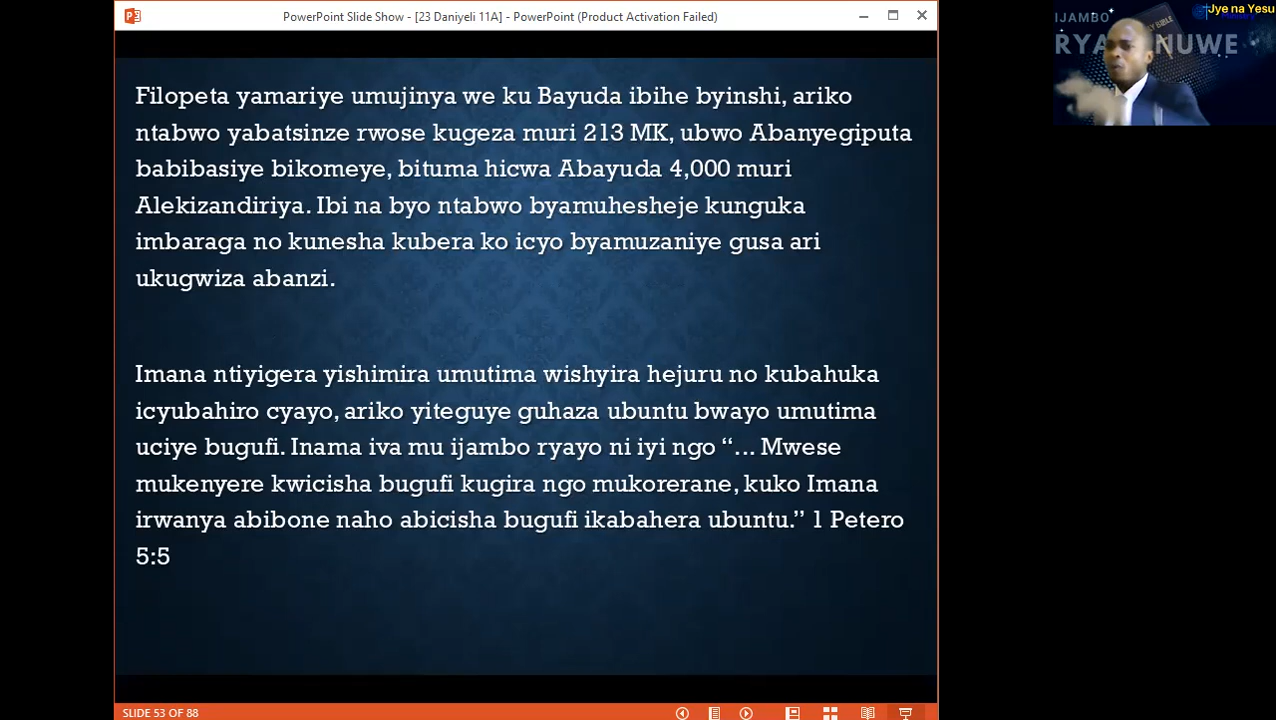 PowerPoint Slide Show - [23 Daniyeli 11A] - PowerPoint (Product Activation Failed)
Jye na Yesu
Ministry
IJAMBO
Filopeta yamariye umujinya we ku Bayuda ibihe byinshi, ariko
ntabwo yabatsinze rwose kugeza muri 213 MK, ubwo Abanyegiputa
babibasiye bikomeye, bituma hicwa Abayuda 4,000 muri
Alekizandiriya. Ibi na byo ntabwo byamuhesheje kunguka
imbaraga no kunesha kubera ko icyo byamuzaniye gusa ari
ukugwiza abanzi.
Imana ntiyigera yishimira umutima wishyira hejuru no kubahuka
icyubahiro cyayo, ariko yiteguye guhaza ubuntu bwayo umutima
uciye bugufi. Inama iva mu ijambo ryayo ni iyi ngo “... Mwese
mukenyere kwicisha bugufi kugira ngo mukorerane, kuko Imana
irwanya abibone naho abicisha bugufi ikabahera ubuntu.” 1 Petero
5:5
SLIDE 53 OF 88